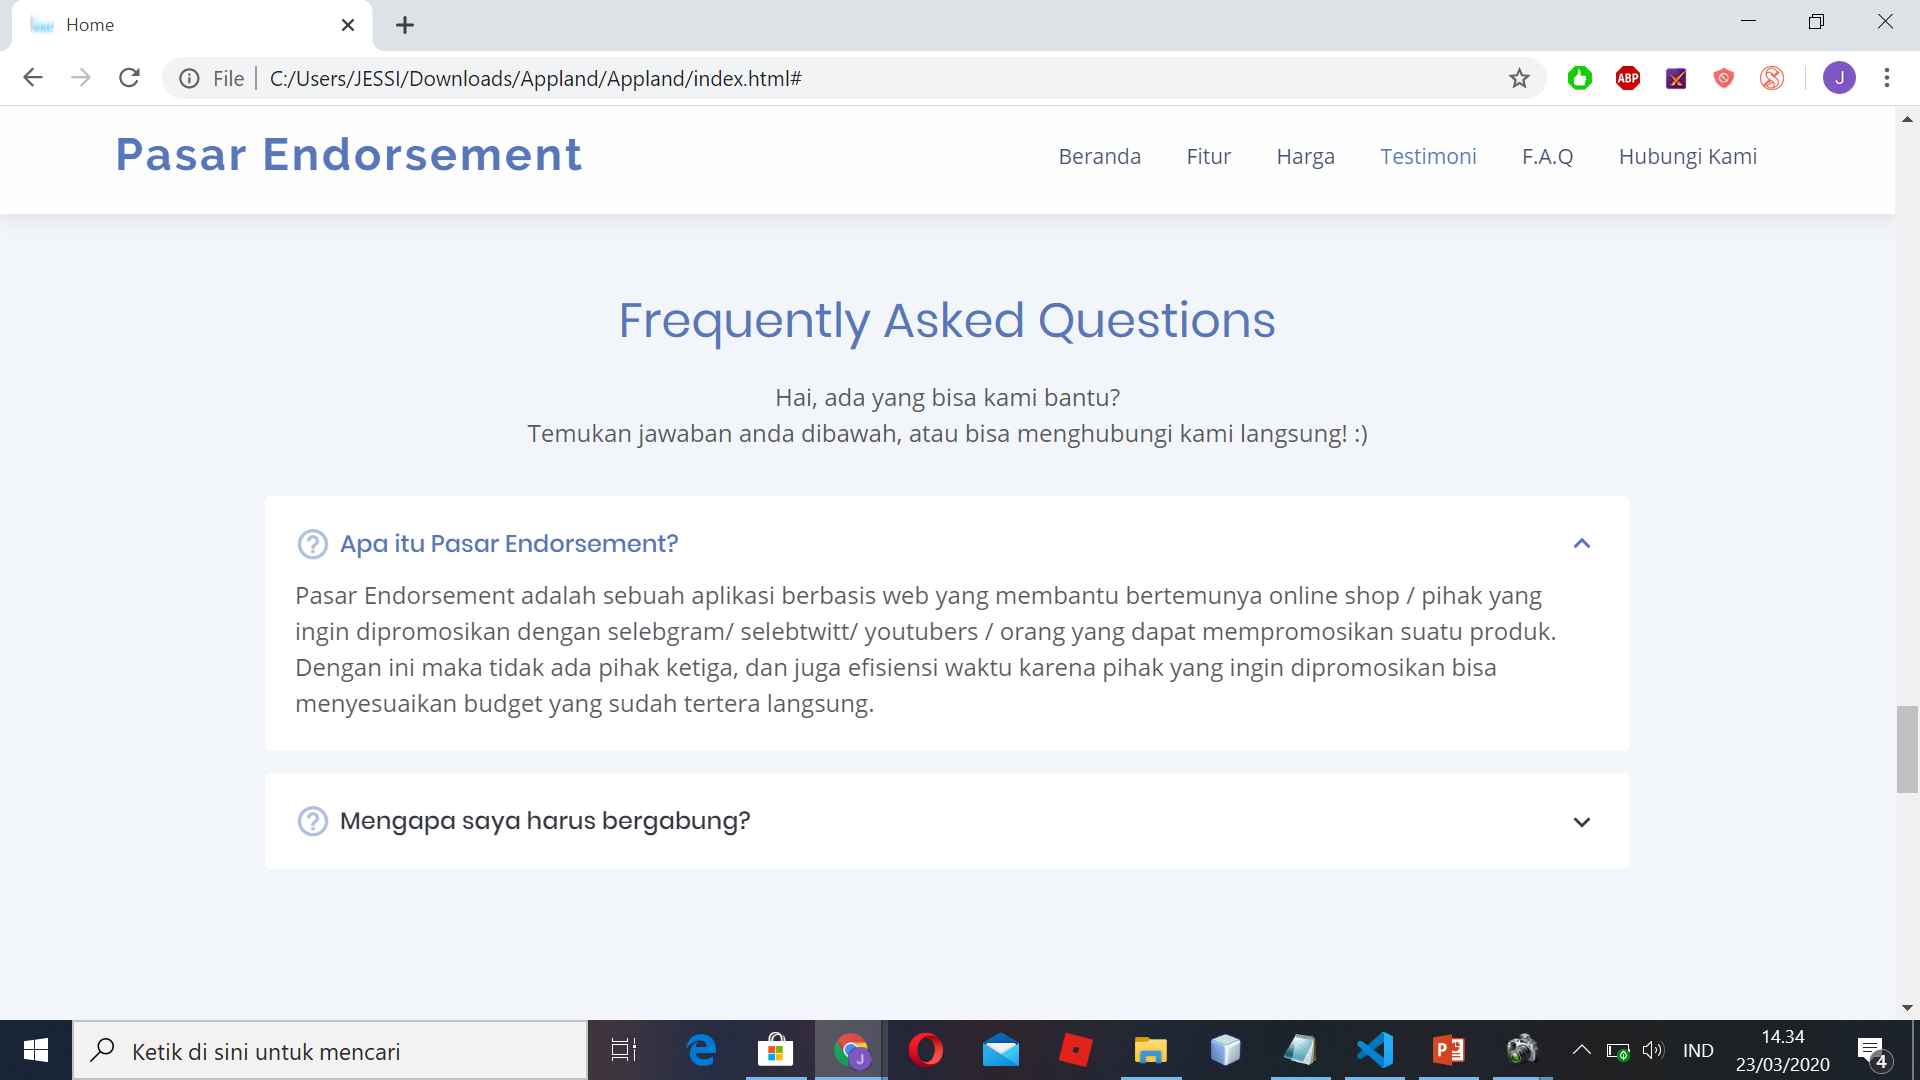 Home
File
C:/Users/JESSI/Downloads/Appland/Appland/index.html#
ABP
J
Pasar Endorsement
Beranda
Fitur
Harga
Testimoni
F.A.Q
Hubungi Kami
Frequently Asked Questions
Hai, ada yang bisa kami bantu?
Temukan jawaban anda dibawah, atau bisa menghubungi kami langsung! :)
Apa itu Pasar Endorsement?
Pasar Endorsement adalah sebuah aplikasi berbasis web yang membantu bertemunya online shop / pihak yang
ingin dipromosikan dengan selebgram/ selebtwitt/ youtubers / orang yang dapat mempromosikan suatu produk.
Dengan ini maka tidak ada pihak ketiga, dan juga efisiensi waktu karena pihak yang ingin dipromosikan bisa
menyesuaikan budget yang sudah tertera langsung.
Mengapa saya harus bergabung?
Ketik di sini untuk mencari
J
IND
14.34
23/03/2020
4